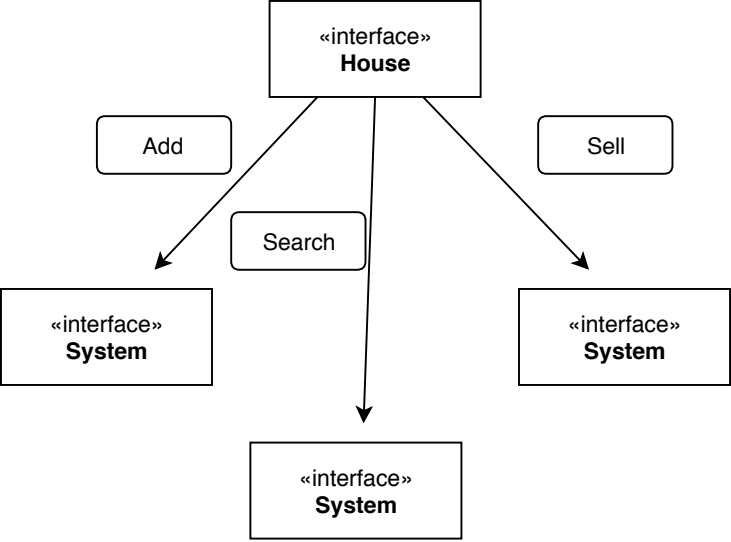 «interface»
House
Add
Sell
Search
«interface»
System
«interface»
System
«interface»
System